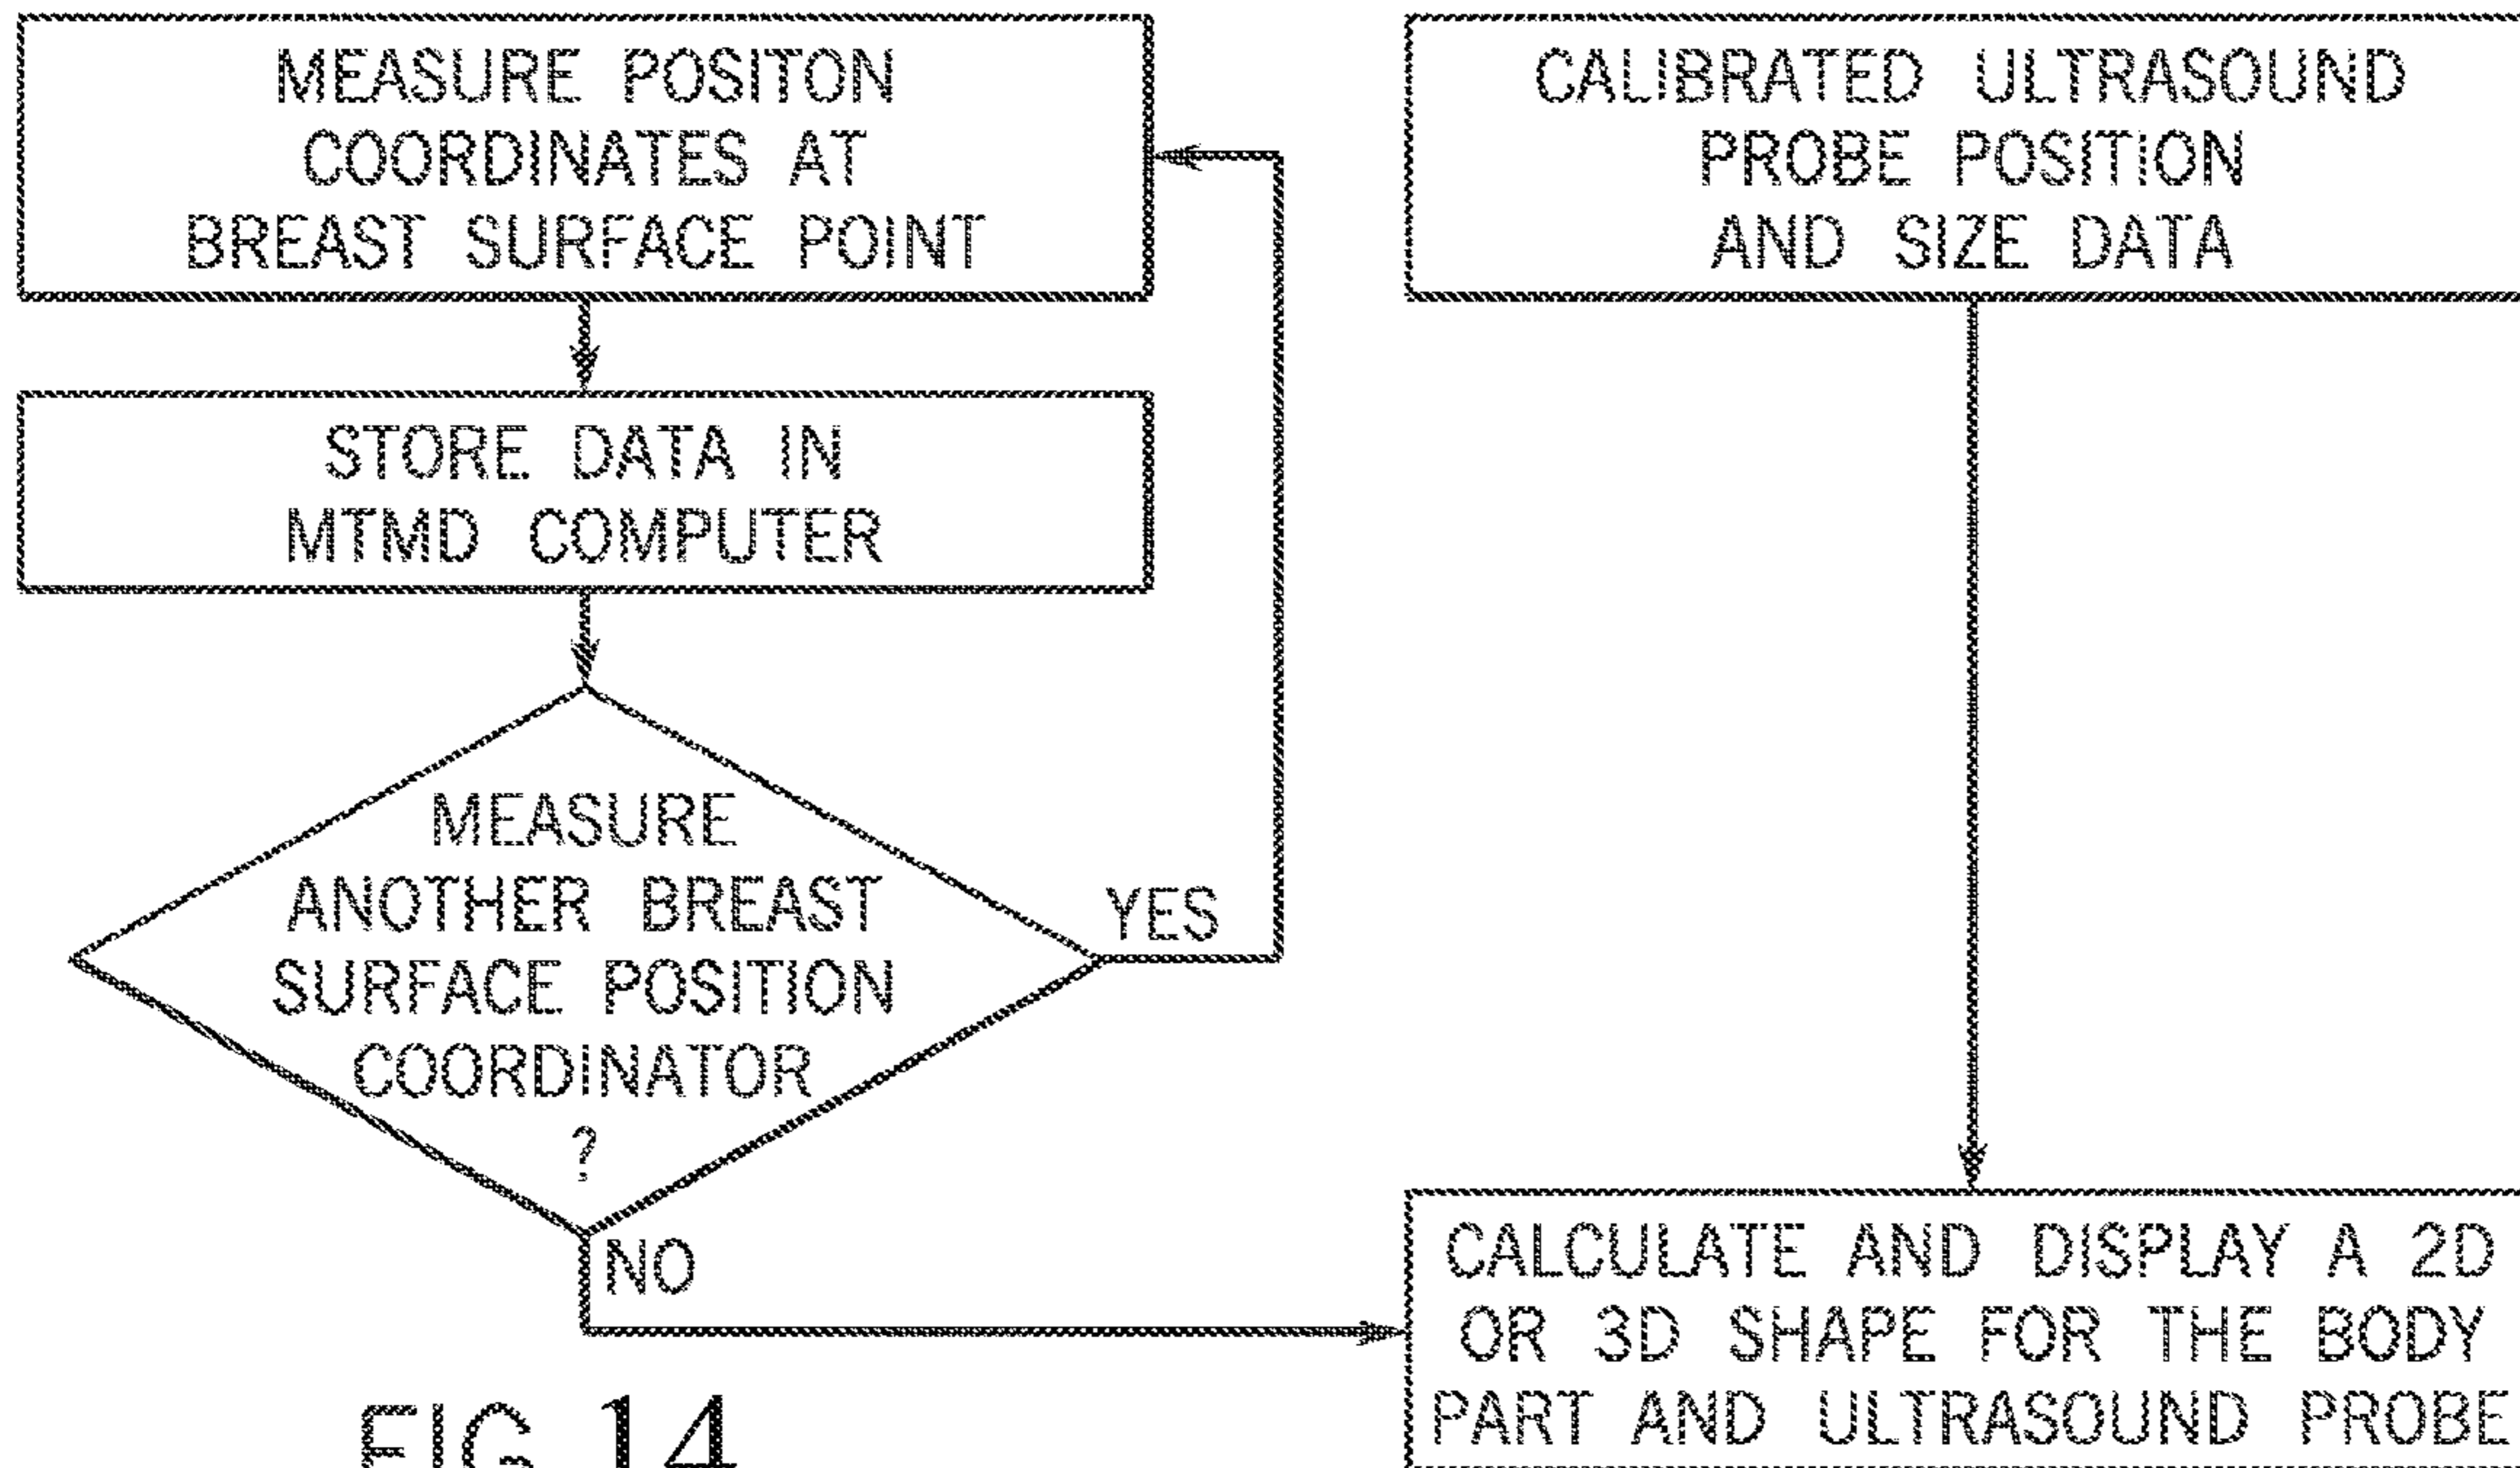 MEASURE POSITON
COORDINATES AT
BREAST SURFACE POINT
STORE DATA IN
MTMD COMPUTER
MEASURE
ANOTHER BREAST
SURFACE POSITION
COORDINATOR
?
YES
NO
CALIBRATED ULTRASOUND
PROBE POSITION
AND SIZE DATA
CALCULATE AND DISPLAY A 2D
OR 3D SHAPE FOR THE BODY
PART AND ULTRASOUND PROBE
FIG 14